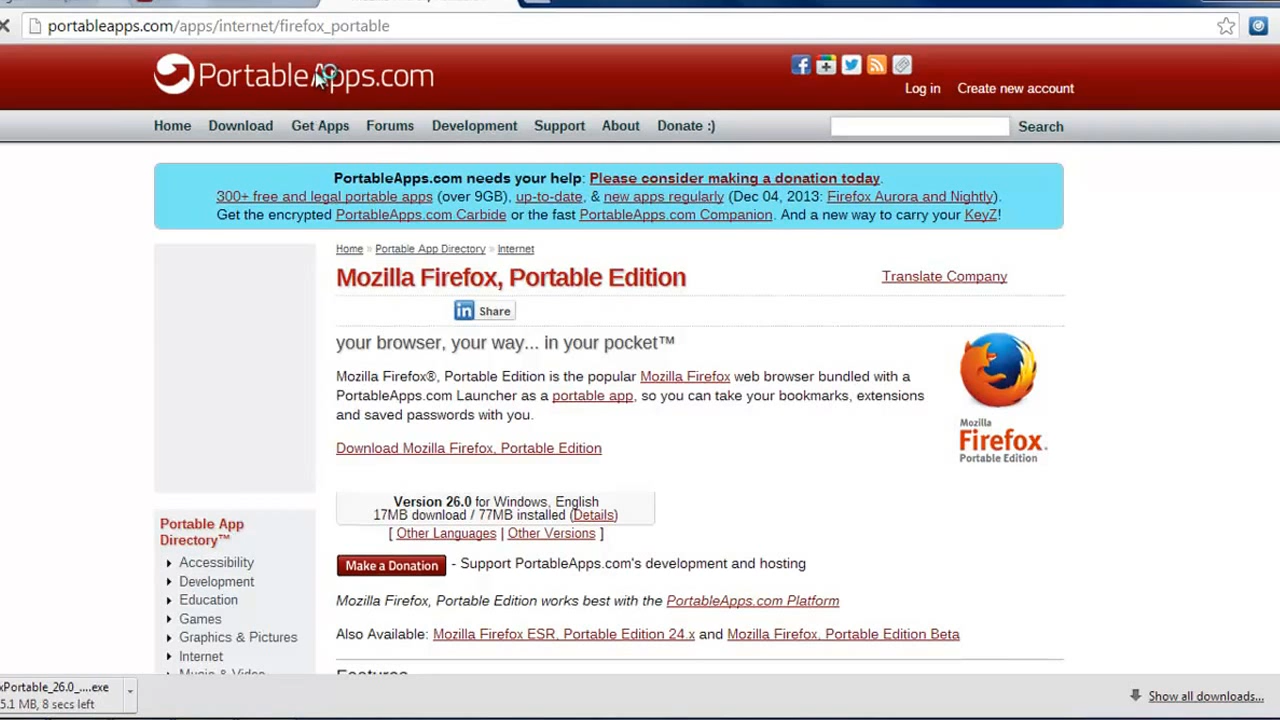 portableapps.com/apps/internet/firefox_portable
PortableApps.com
Log in Create new account
Home Download Get Apps Forums Development Support About Donate :) Search
PortableApps.com needs your help: Please consider making a donation today.
300+ free and legal portable apps (over 9GB), up-to-date, & new apps regularly (Dec 04, 2013: Firefox Aurora and Nightly).
Get the encrypted PortableApps.com Carbide or the fast PortableApps.com Companion. And a new way to carry your KeyZ!
Home » Portable App Directory » Internet
Mozilla Firefox, Portable Edition
Translate Company
in Share
your browser, your way... in your pocket™
Mozilla Firefox®, Portable Edition is the popular Mozilla Firefox web browser bundled with a
PortableApps.com Launcher as a portable app, so you can take your bookmarks, extensions
and saved passwords with you.
Mozilla
Firefox
Portable Edition
Download Mozilla Firefox, Portable Edition
Version 26.0 for Windows, English
17MB download / 77MB installed (Details)
[ Other Languages | Other Versions ]
Make a Donation - Support PortableApps.com's development and hosting
Mozilla Firefox, Portable Edition works best with the PortableApps.com Platform
Also Available: Mozilla Firefox ESR, Portable Edition 24.x and Mozilla Firefox, Portable Edition Beta
Features
Portable App
Directory™
Accessibility
Development
Education
Games
Graphics & Pictures
Internet
Music & Video
xPortable_26.0_....exe
5.1 MB, 8 secs left
Show all downloads...